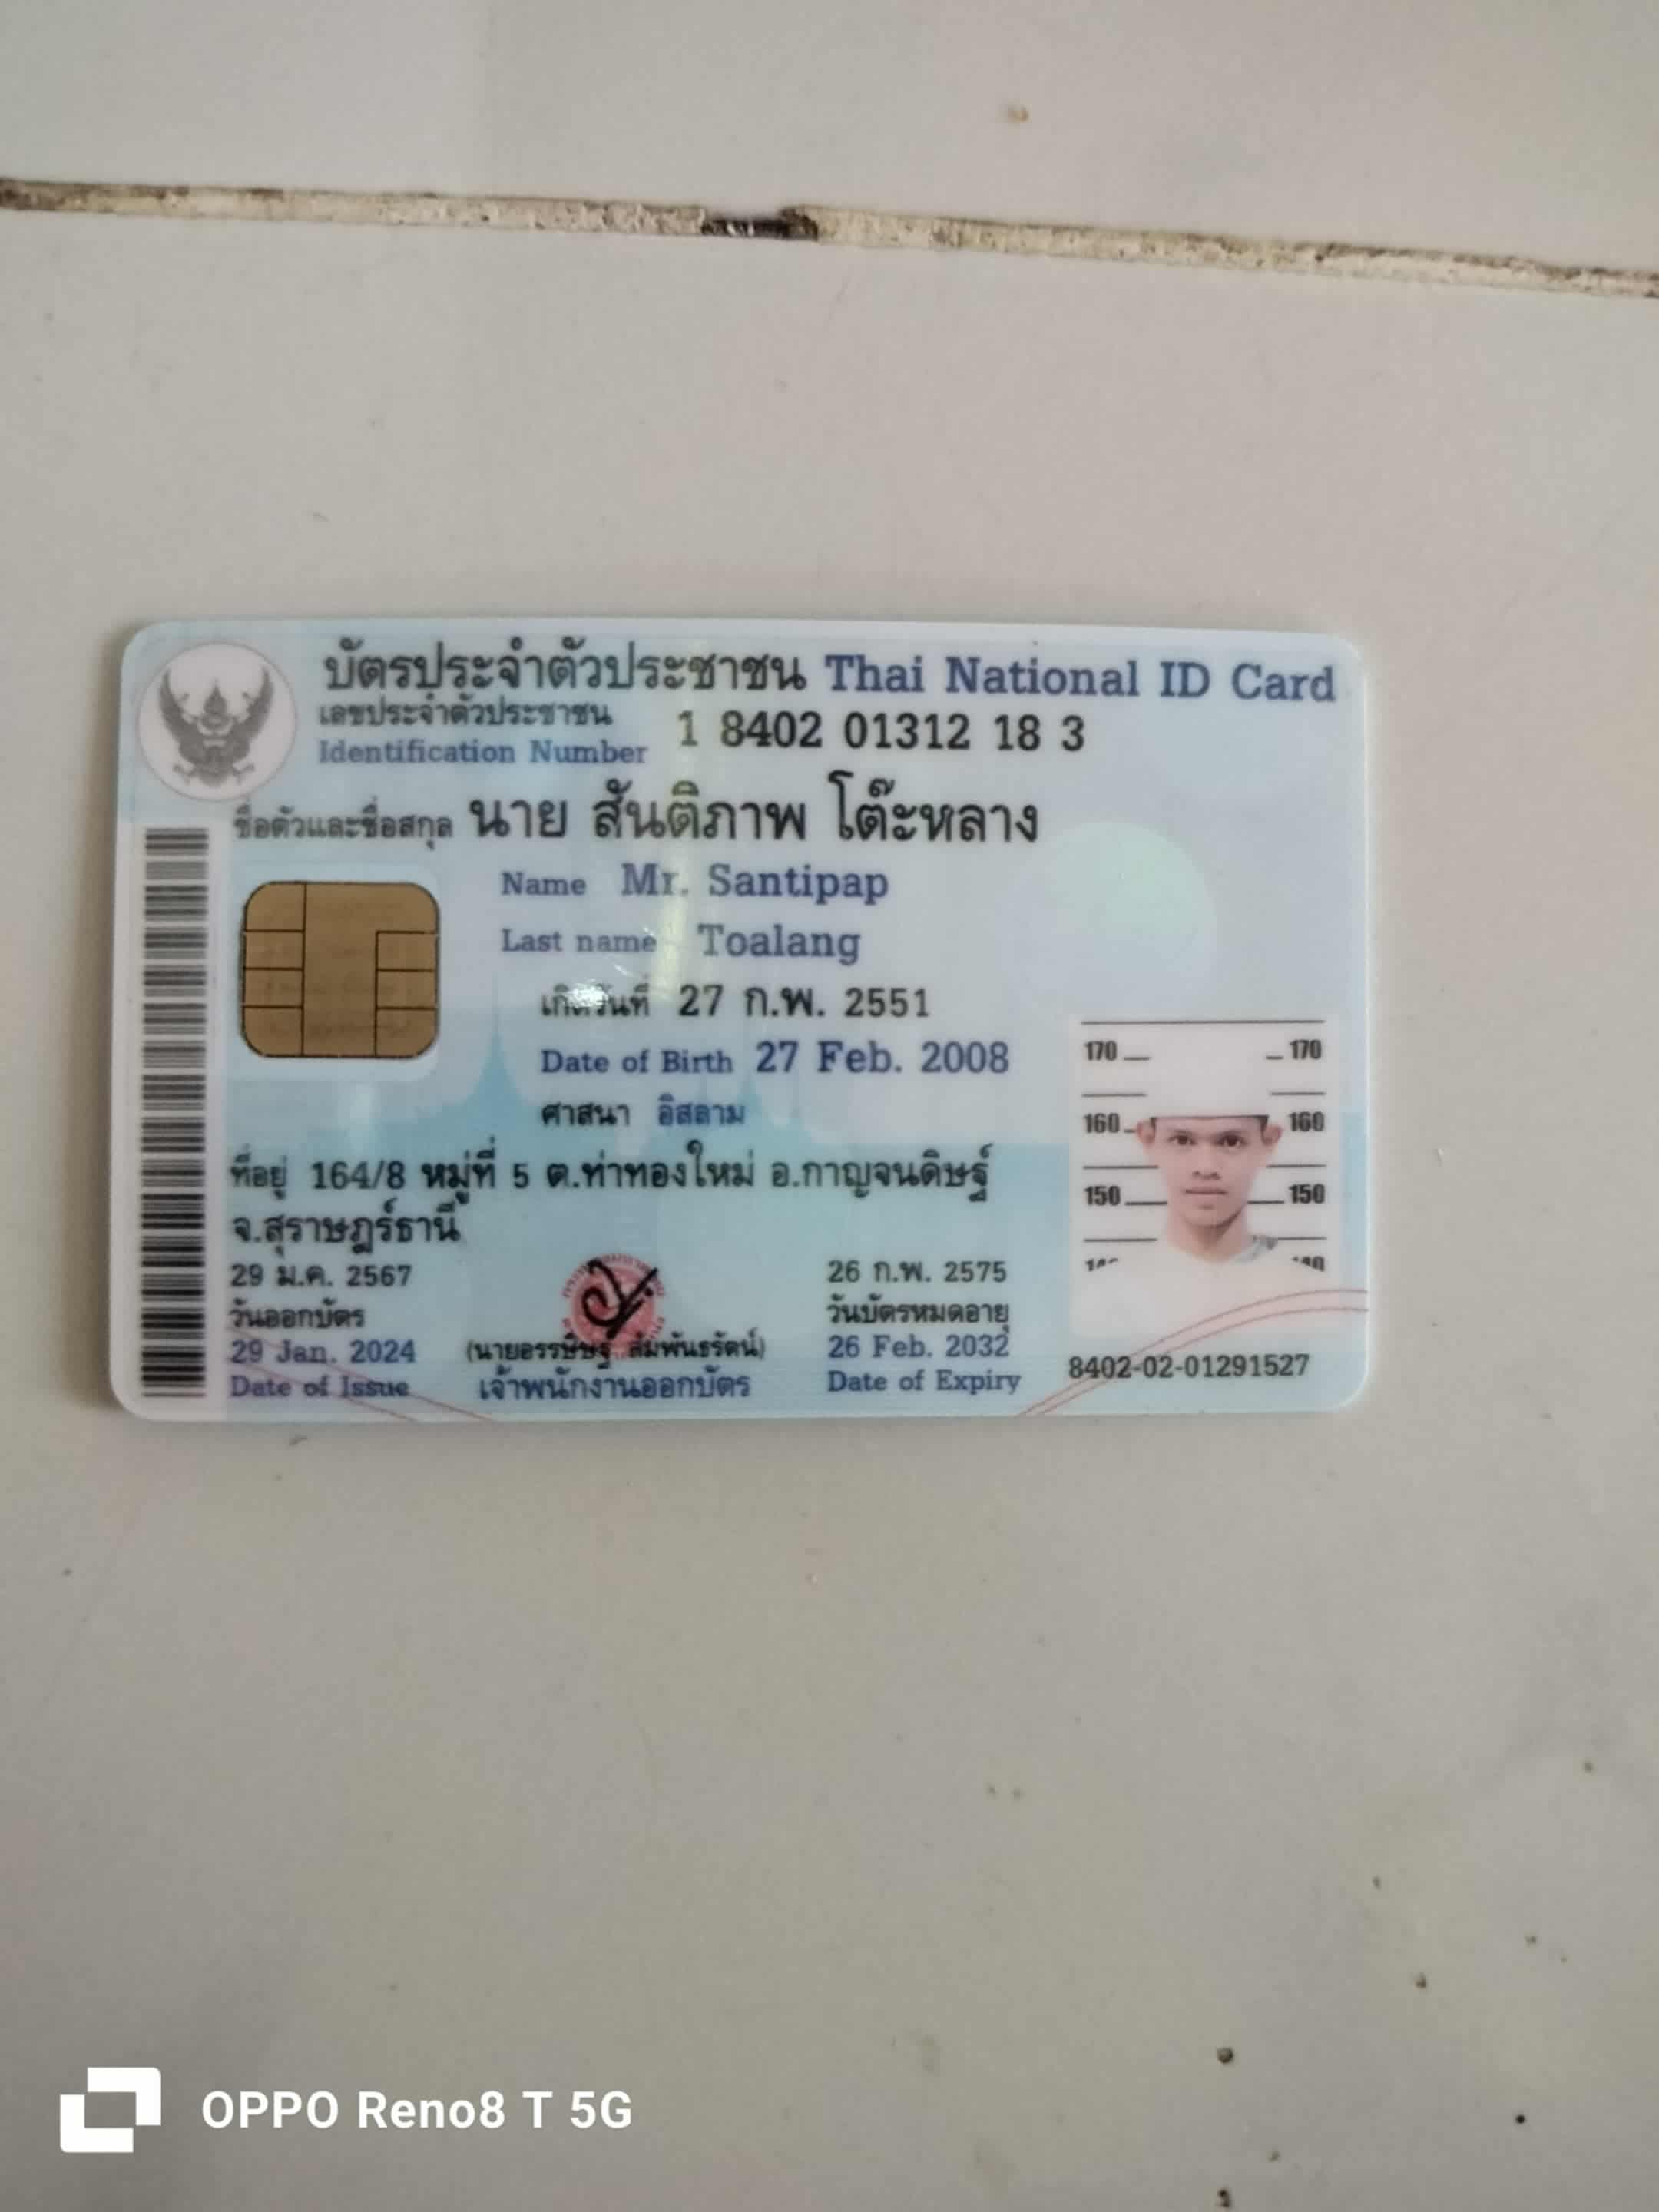 บัตรประจำตัวประชาชน Thai National ID Card
เลขประจำตัวประชาชน
Identification Number 1 8402 01312 18 3
ชื่อตัวและชื่อสกุล นาย สันติภาพ โต๊ะหลาง
Name Mr. Santipap
Last name Toalang
เกิดวันที่ 27 ก.พ. 2551
Date of Birth 27 Feb. 2008
ศาสนา อิสลาม
ที่อยู่ 164/8 หมู่ที่ 5 ต.ท่าทองใหม่ อ.กาญจนดิษฐ์
จ.สุราษฎร์ธานี
29 ม.ค. 2567
วันออกบัตร
29 Jan. 2024
Date of Issue
สัมพันธรัตน์)
เจ้าพนักงานออกบัตร
26 ก.พ. 2575
วันบัตรหมดอายุ
26 Feb. 2032
Date of Expiry
170 170
160 160
150 150
8402-02-01291527
OPPO Reno8 T 5G